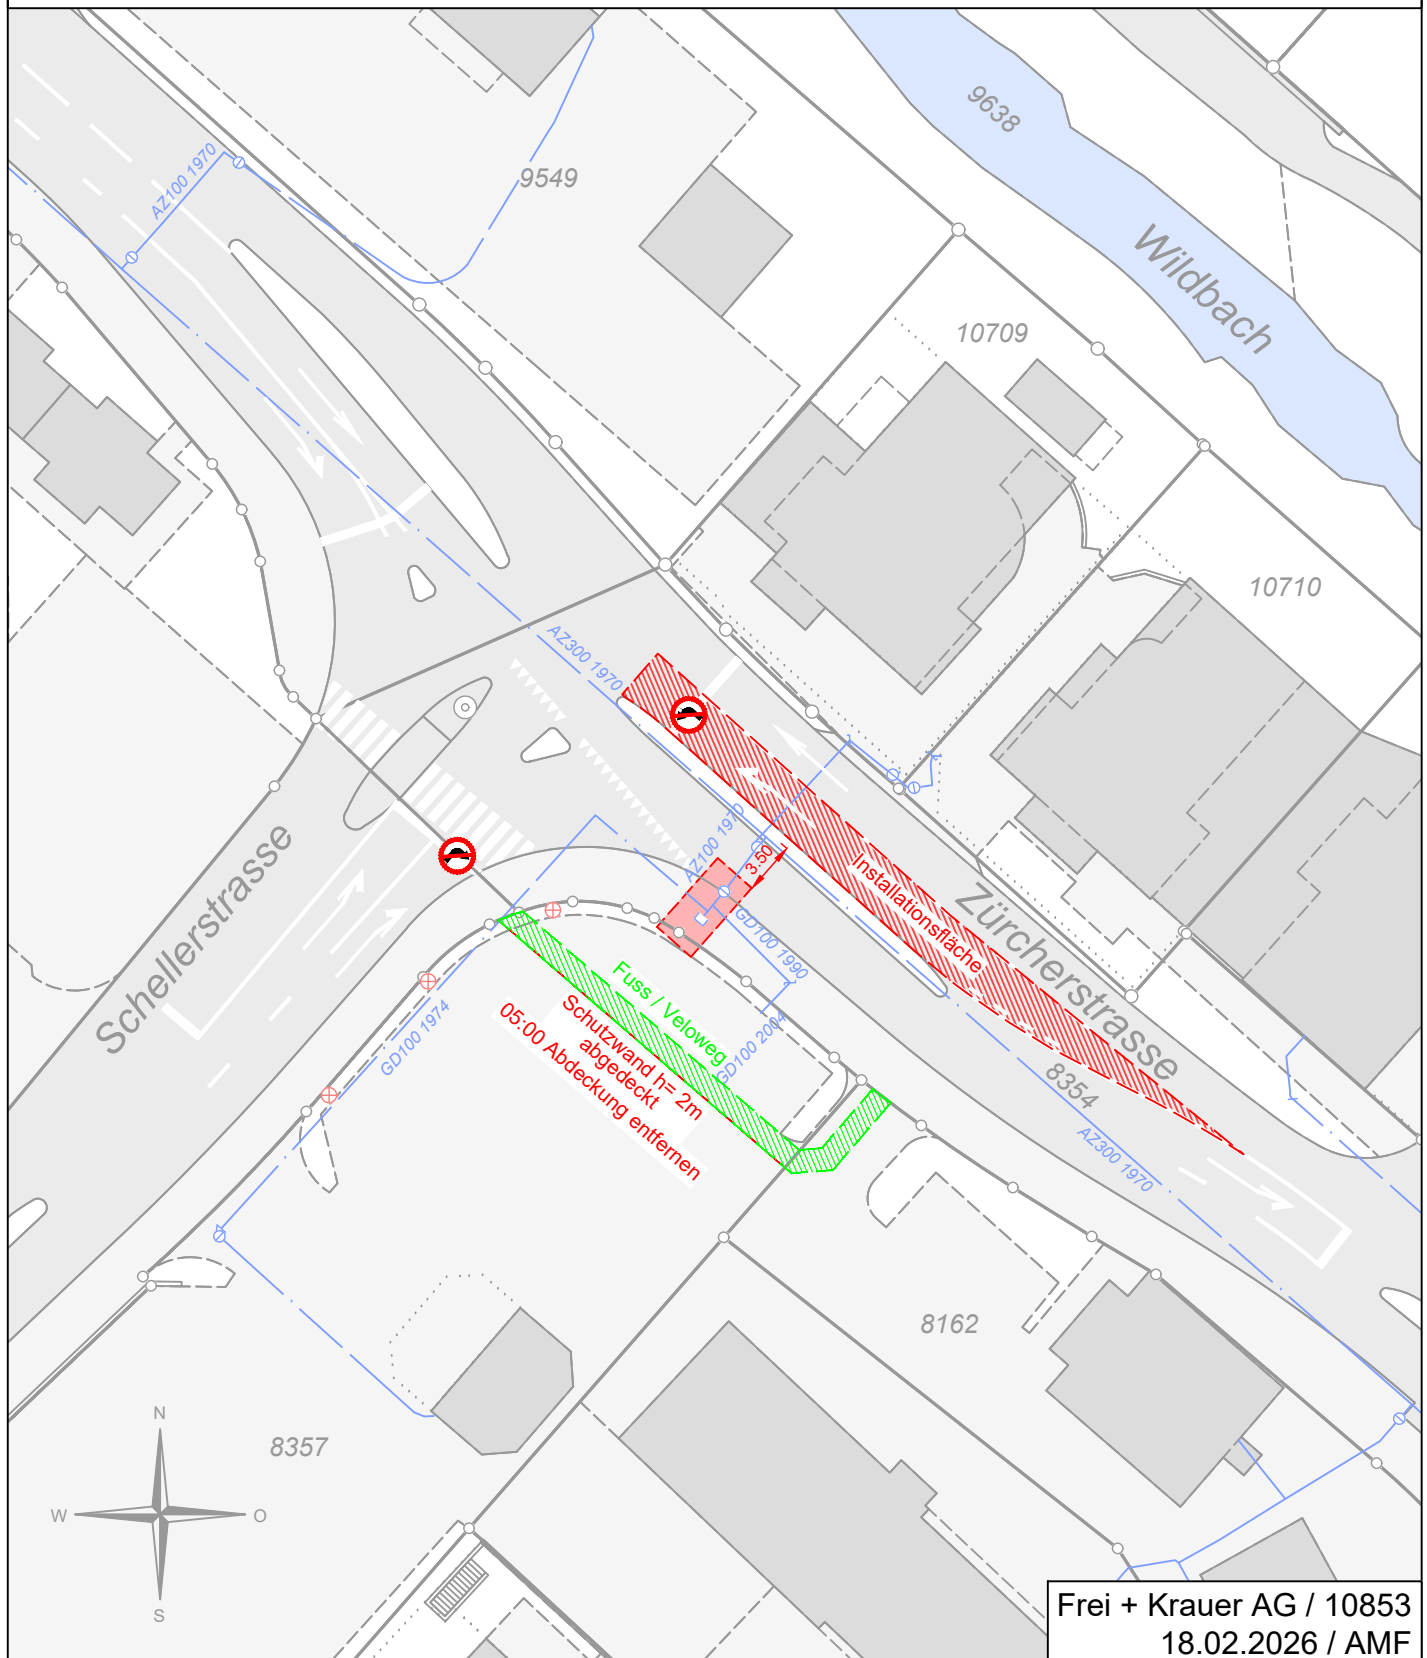 9638
AZ100 1970
9549
Wildbach
10709
10710
AZ300 1970
AZ100 1970
3.50
Installationsfläche
Zürcherstrasse
Schellerstrasse
GD100 1990
Fuss / Veloweg
Schutzwand h= 2m
abgedeckt
05:00 Abdeckung entfernen
GD100 1974
GD100 2004
8354
AZ300 1970
8162
8357
N
W
O
S
Frei + Krauer AG / 10853
18.02.2026 / AMF